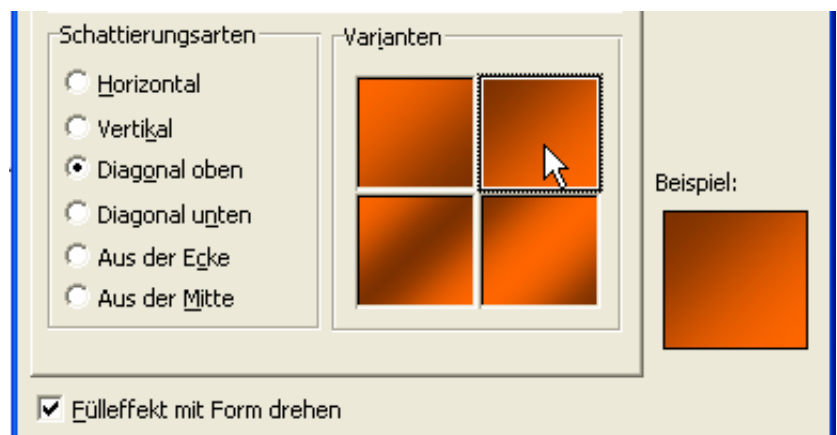 Schattierungsarten
Varianten
Horizontal
Vertikal
Diagonal oben
Diagonal unten
Aus der Ecke
Aus der Mitte
Beispiel:
Fülleffekt mit Form drehen